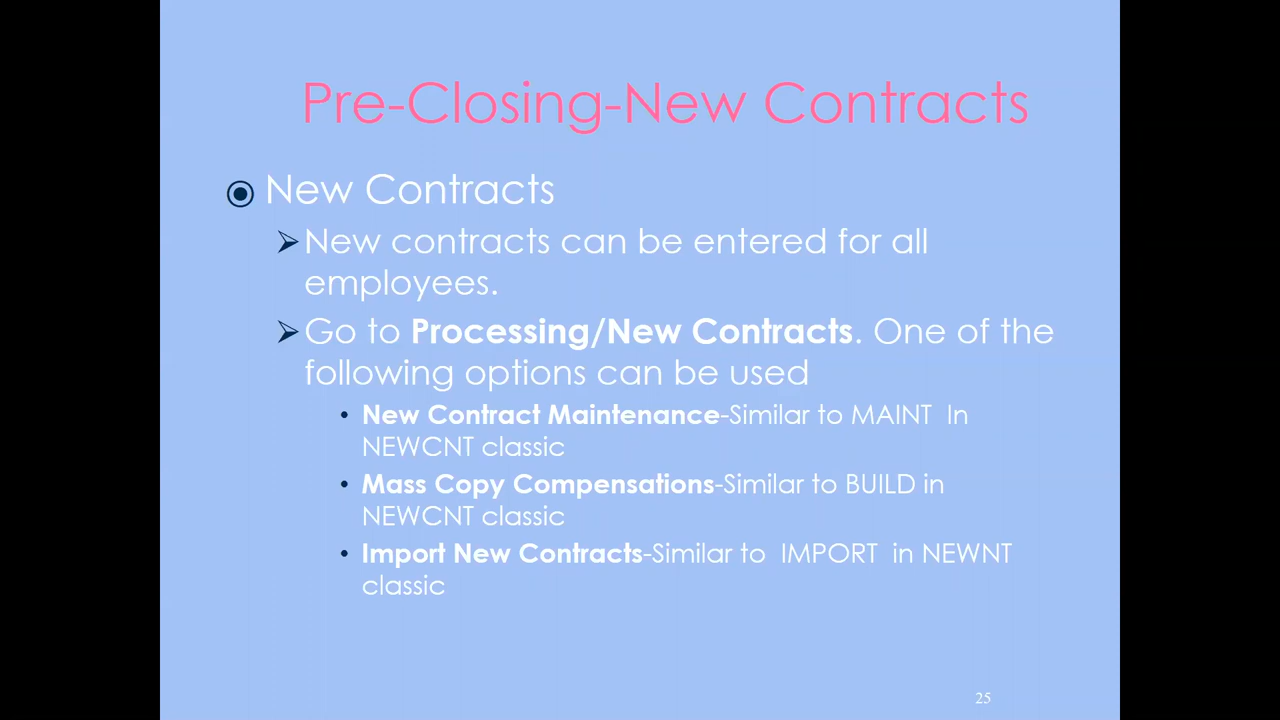 Pre-Closing-New Contracts
New Contracts
New contracts can be entered for all
employees.
Go to Processing/New Contracts. One of the
following options can be used
• New Contract Maintenance-Similar to MAINT  In
NEWCNT classic
• Mass Copy Compensations-Similar to BUILD in
NEWCNT classic
• Import New Contracts-Similar to  IMPORT  in NEWNT
classic
25